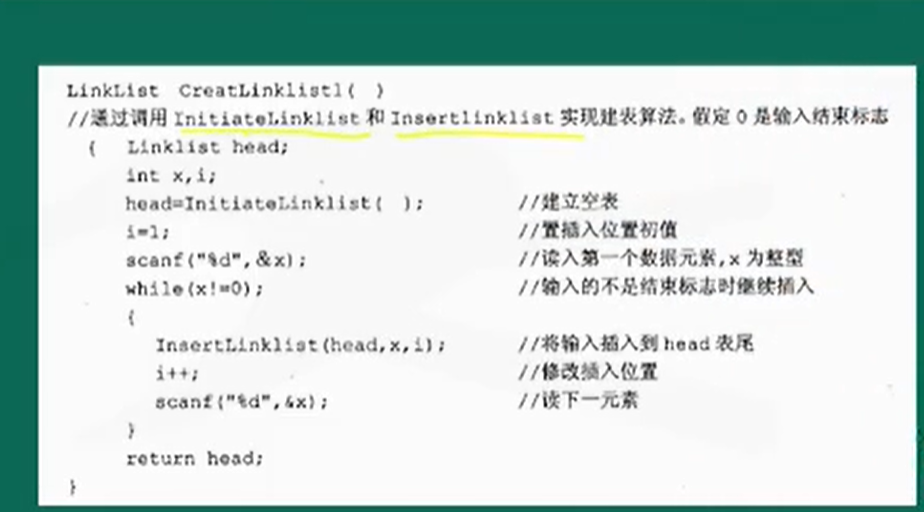 LinkList CreatLinklist1( )
//通过调用 InitiateLinklist 和 Insertlinklist 实现建表算法。假定 0 是输入结束标志
{ Linklist head;
int x,i;
head=InitiateLinklist( ); //建立空表
i=1; //置插入位置初值
scanf("%d",&x); //读入第一个数据元素,x 为整型
while(x!=0); //输入的不是结束标志时继续插入
{
InsertLinklist(head,x,i); //将输入插入到 head 表尾
i++; //修改插入位置
scanf("%d",&x); //读下一元素
}
return head;
}